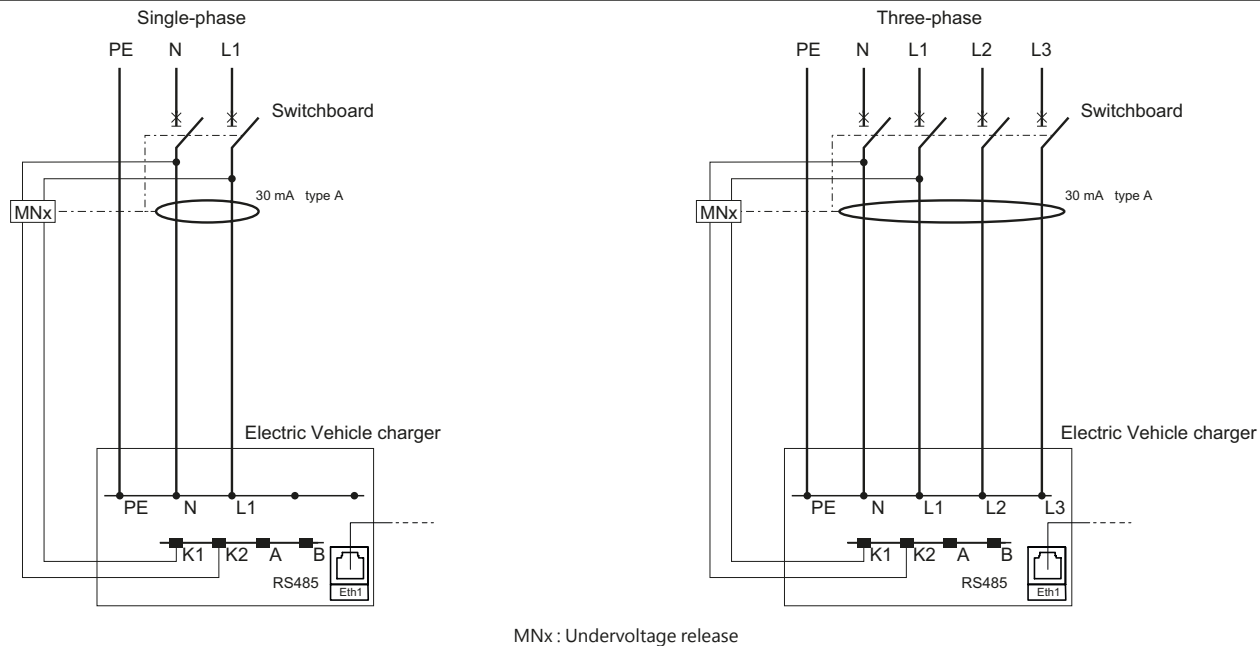 Single-phase
PE N L1
Switchboard
30 mA type A
MNx
Electric Vehicle charger
PE N L1
K1 K2 A B
RS485
Eth1
Three-phase
PE N L1 L2 L3
Switchboard
30 mA type A
MNx
Electric Vehicle charger
PE N L1 L2 L3
K1 K2 A B
RS485
Eth1
MNx : Undervoltage release